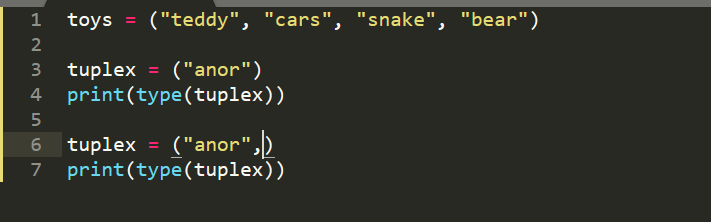 1 toys = ("teddy", "cars", "snake", "bear")
2
3 tuplex = ("anor")
4 print(type(tuplex))
5
6 tuplex = ("anor",)
7 print(type(tuplex))